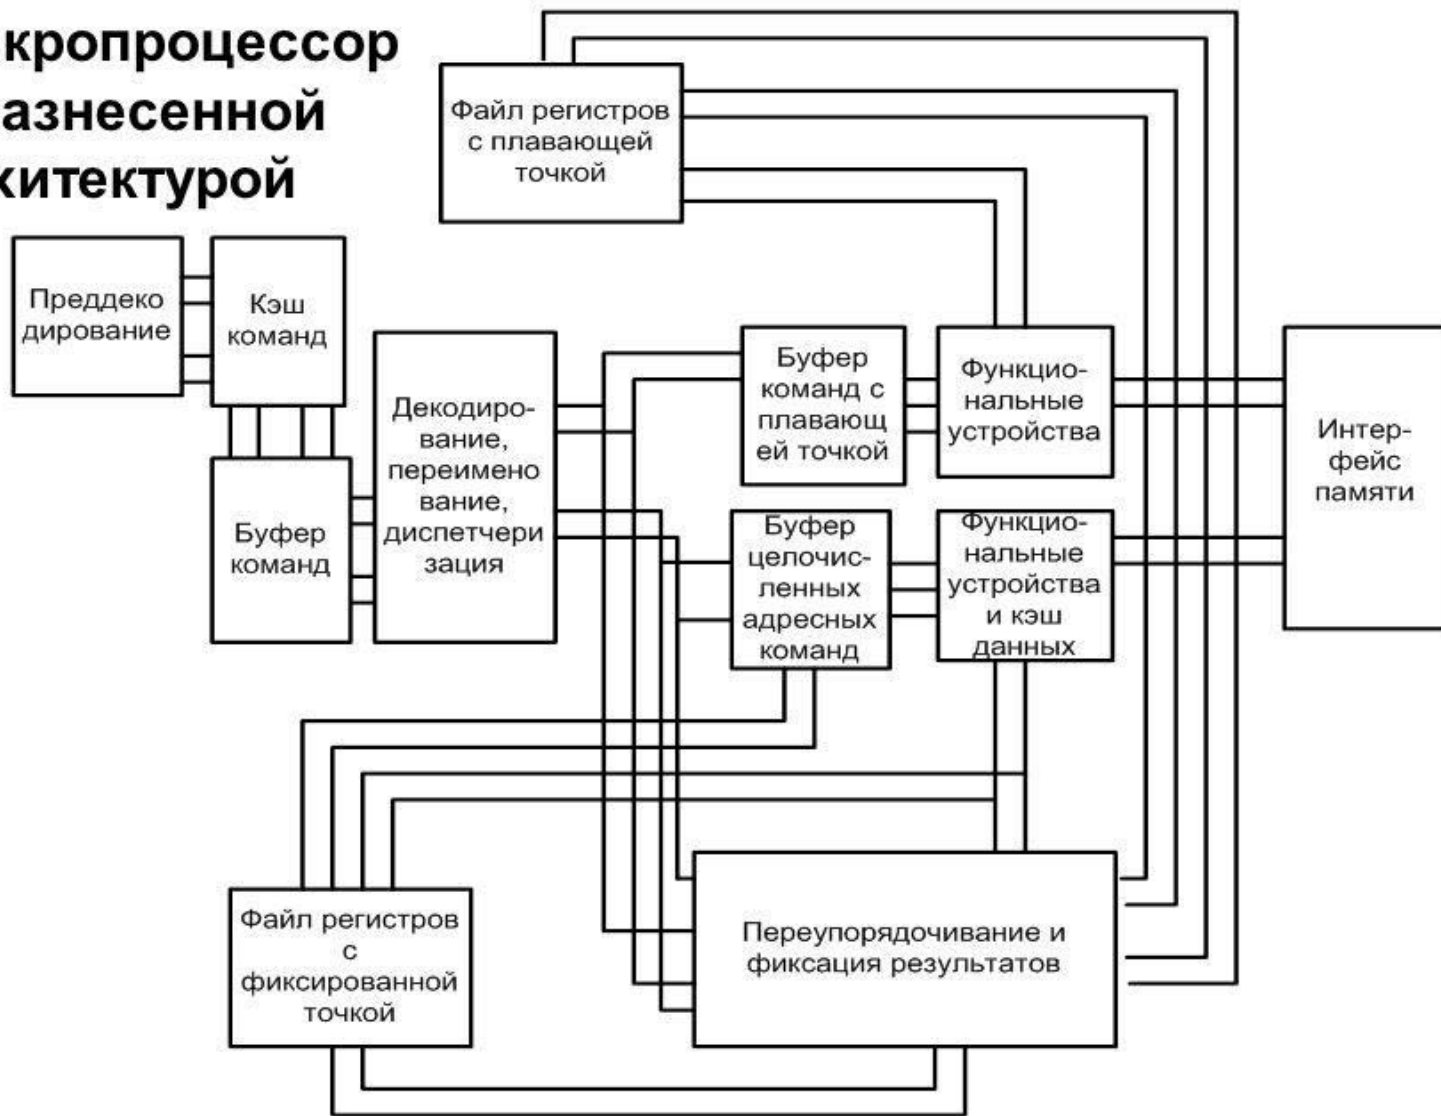 кропроцессор
азнесенной
хитектурой
Файл регистров
с плавающей
точкой
Преддеко
дирование
Кэш
команд
Буфер
команд
Декодиро-
вание,
переимено
вание,
диспетчери
зация
Буфер
команд с
плавающ
ей точкой
Функцио-
нальные
устройства
Интер-
фейс
памяти
Буфер
целочис-
ленных
адресных
команд
Функцио-
нальные
устройства
и кэш
данных
Файл регистров
с
фиксированной
точкой
Переупорядочивание и
фиксация результатов